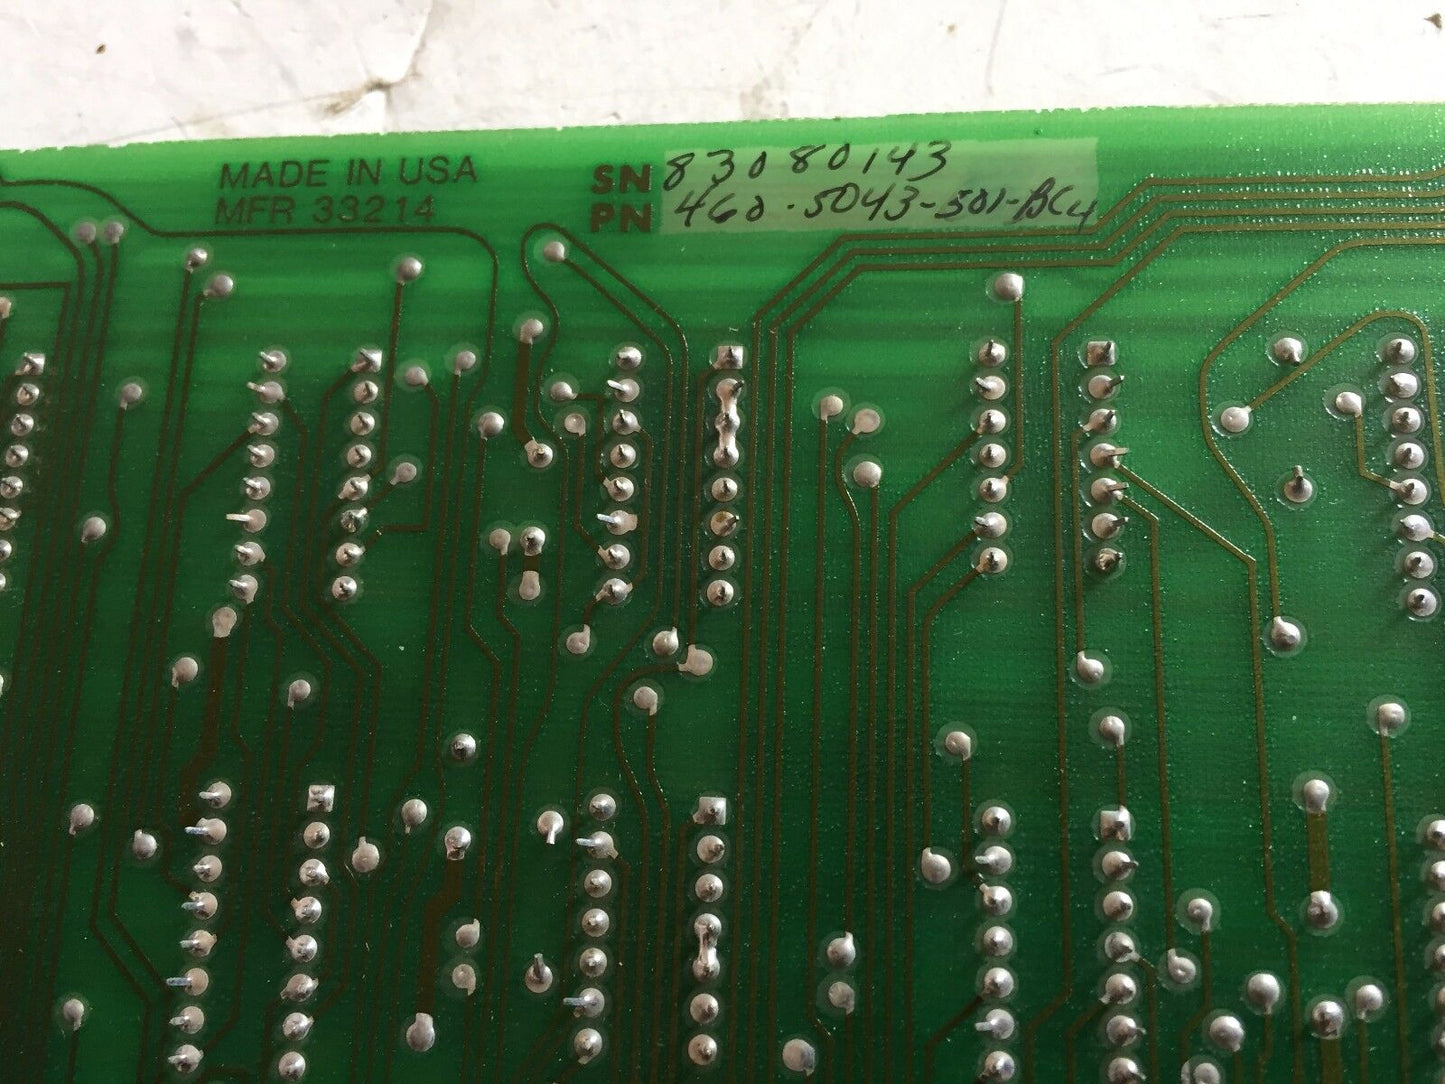 MADE IN USA
MFR 33214
SN 83080143
PN 460-5043-501-BC4